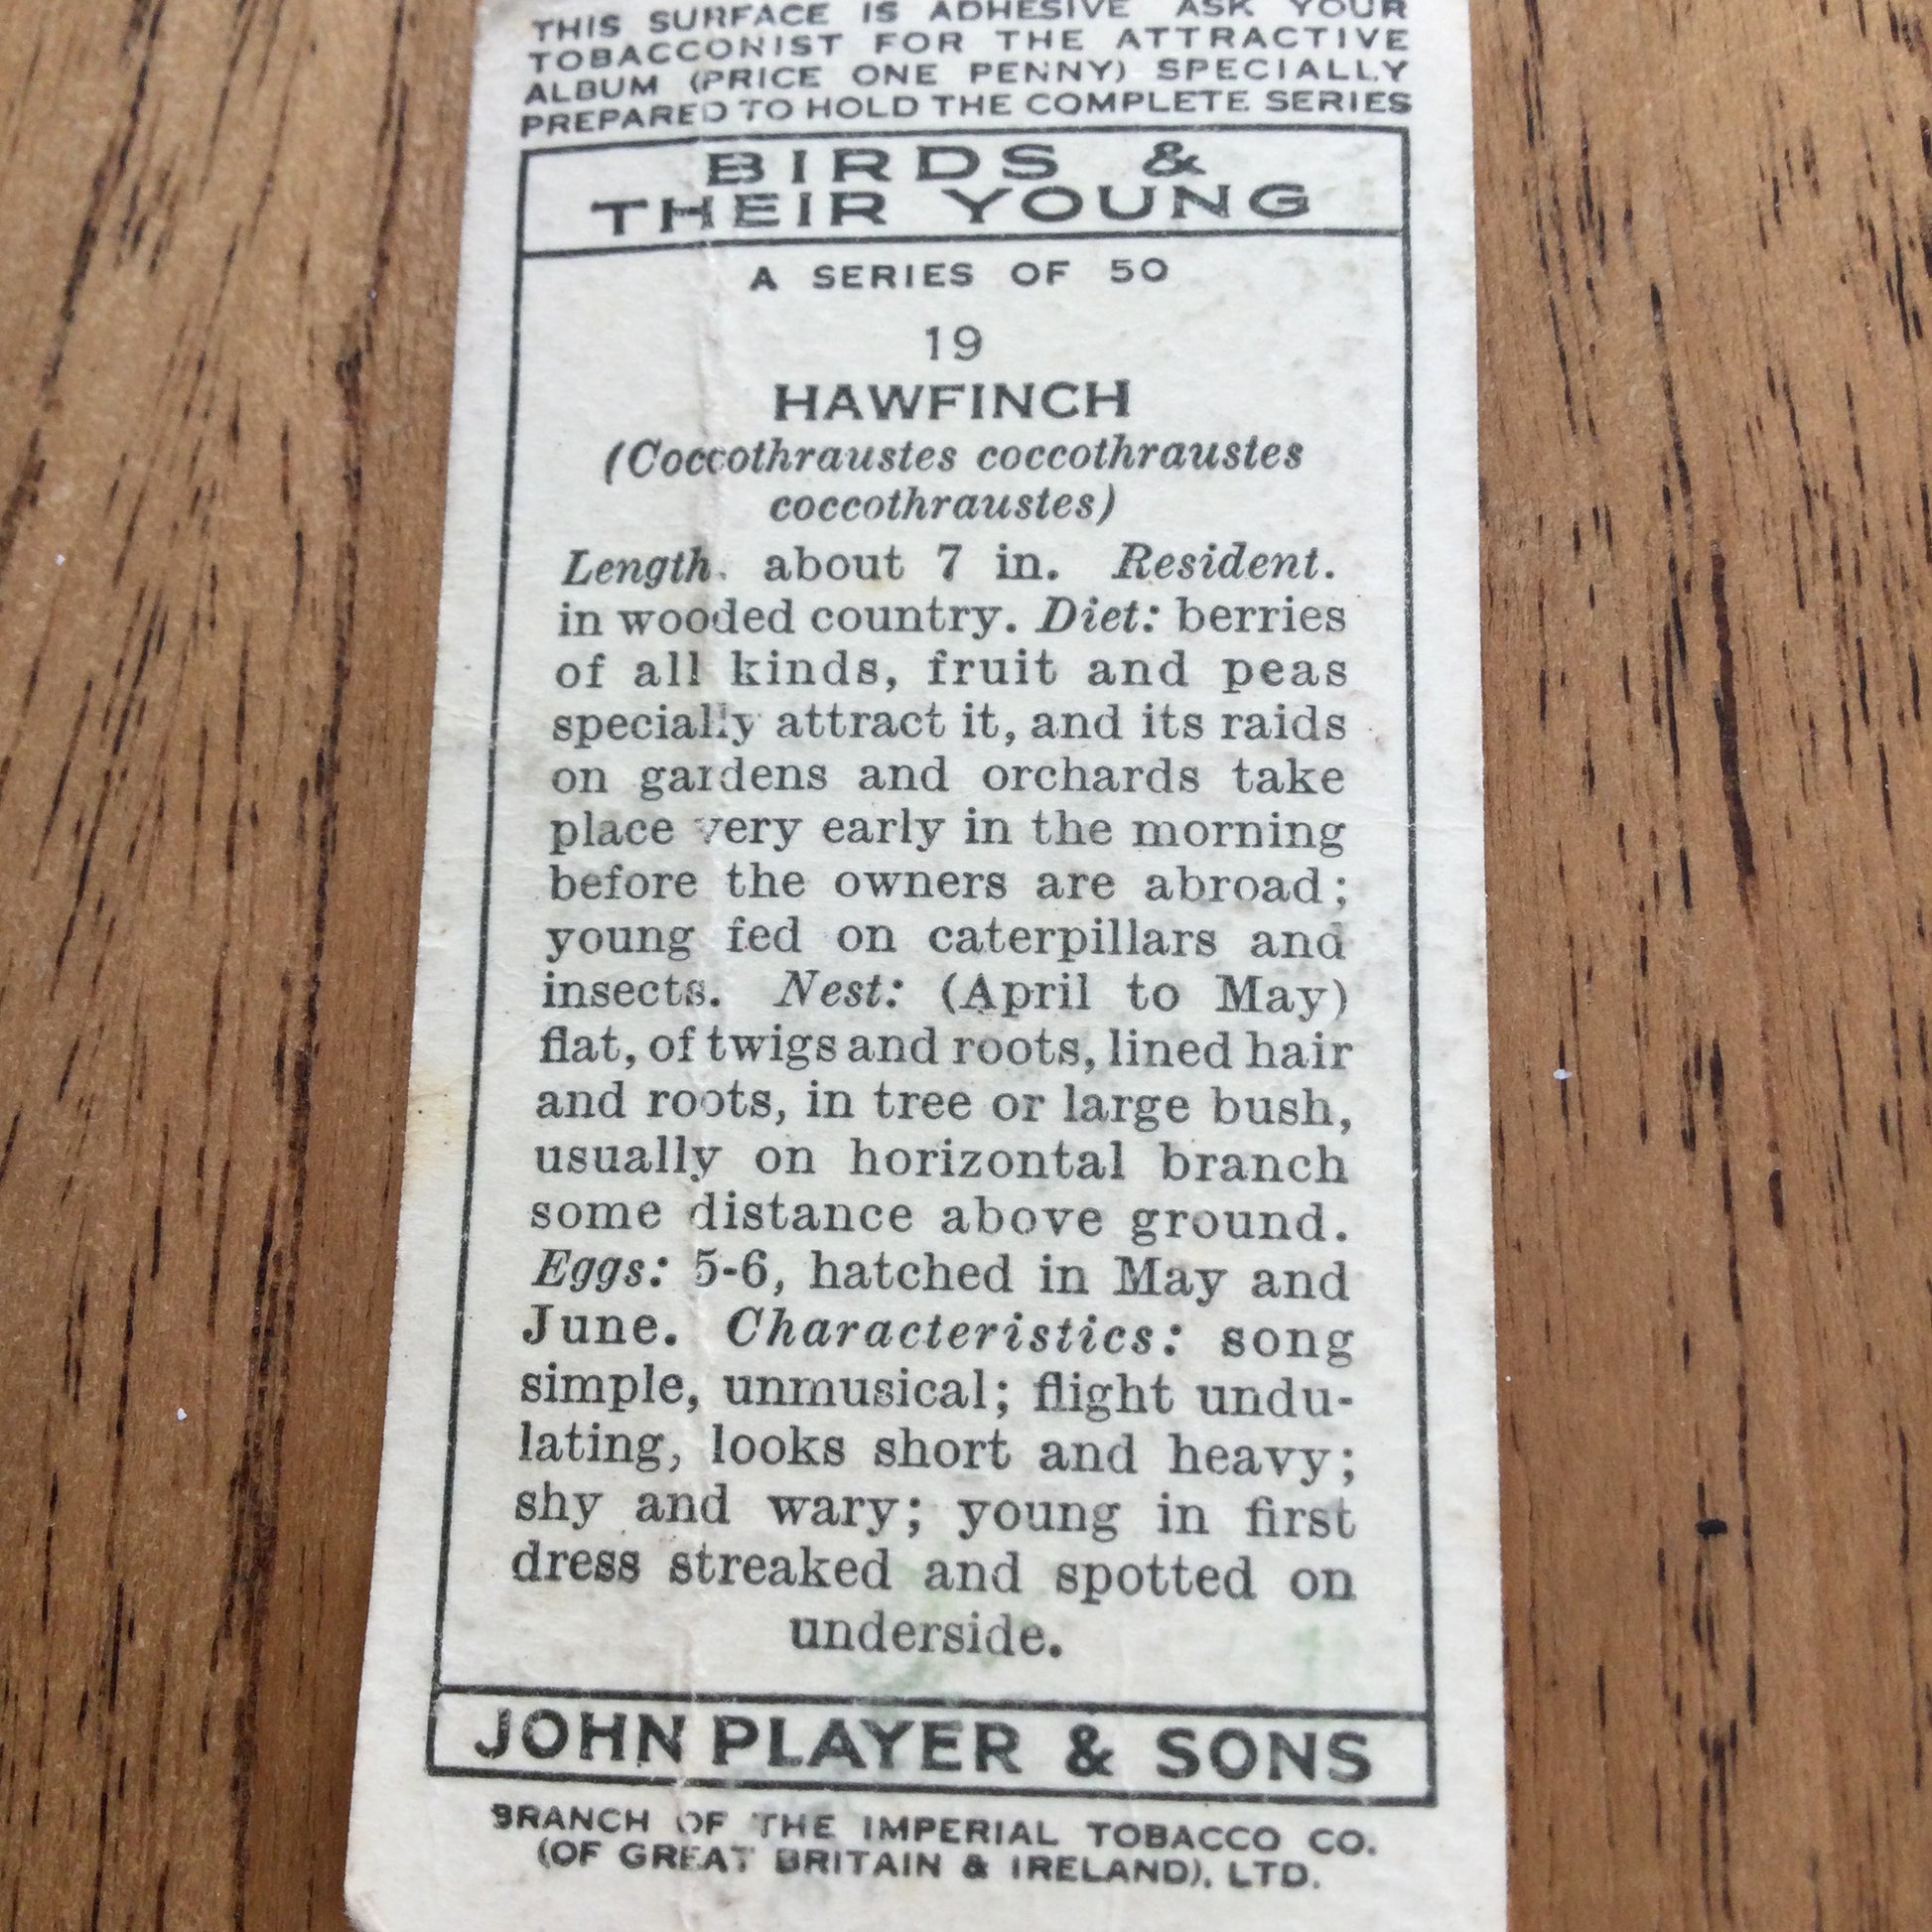 THIS SURFACE IS ADHESIVE ASK YOUR
TOBACCONIST FOR THE ATTRACTIVE
ALBUM (PRICE ONE PENNY) SPECIALLY
PREPARED TO HOLD THE COMPLETE SERIES
BIRDS &
THEIR YOUNG
A SERIES OF 50
19
HAWFINCH
(Coccothraustes coccothraustes
coccothraustes)
Length. about 7 in. Resident.
in wooded country. Diet: berries
of all kinds, fruit and peas
specially attract it, and its raids
on gardens and orchards take
place very early in the morning
before the owners are abroad;
young fed on caterpillars and
insects. Nest: (April to May)
flat, of twigs and roots, lined hair
and roots, in tree or large bush,
usually on horizontal branch
some distance above ground.
Eggs: 5-6, hatched in May and
June. Characteristics: song
simple, unmusical; flight undu-
lating, looks short and heavy;
shy and wary; young in first
dress streaked and spotted on
underside.
JOHN PLAYER & SONS
BRANCH OF THE IMPERIAL TOBACCO CO.
(OF GREAT BRITAIN & IRELAND), LTD.